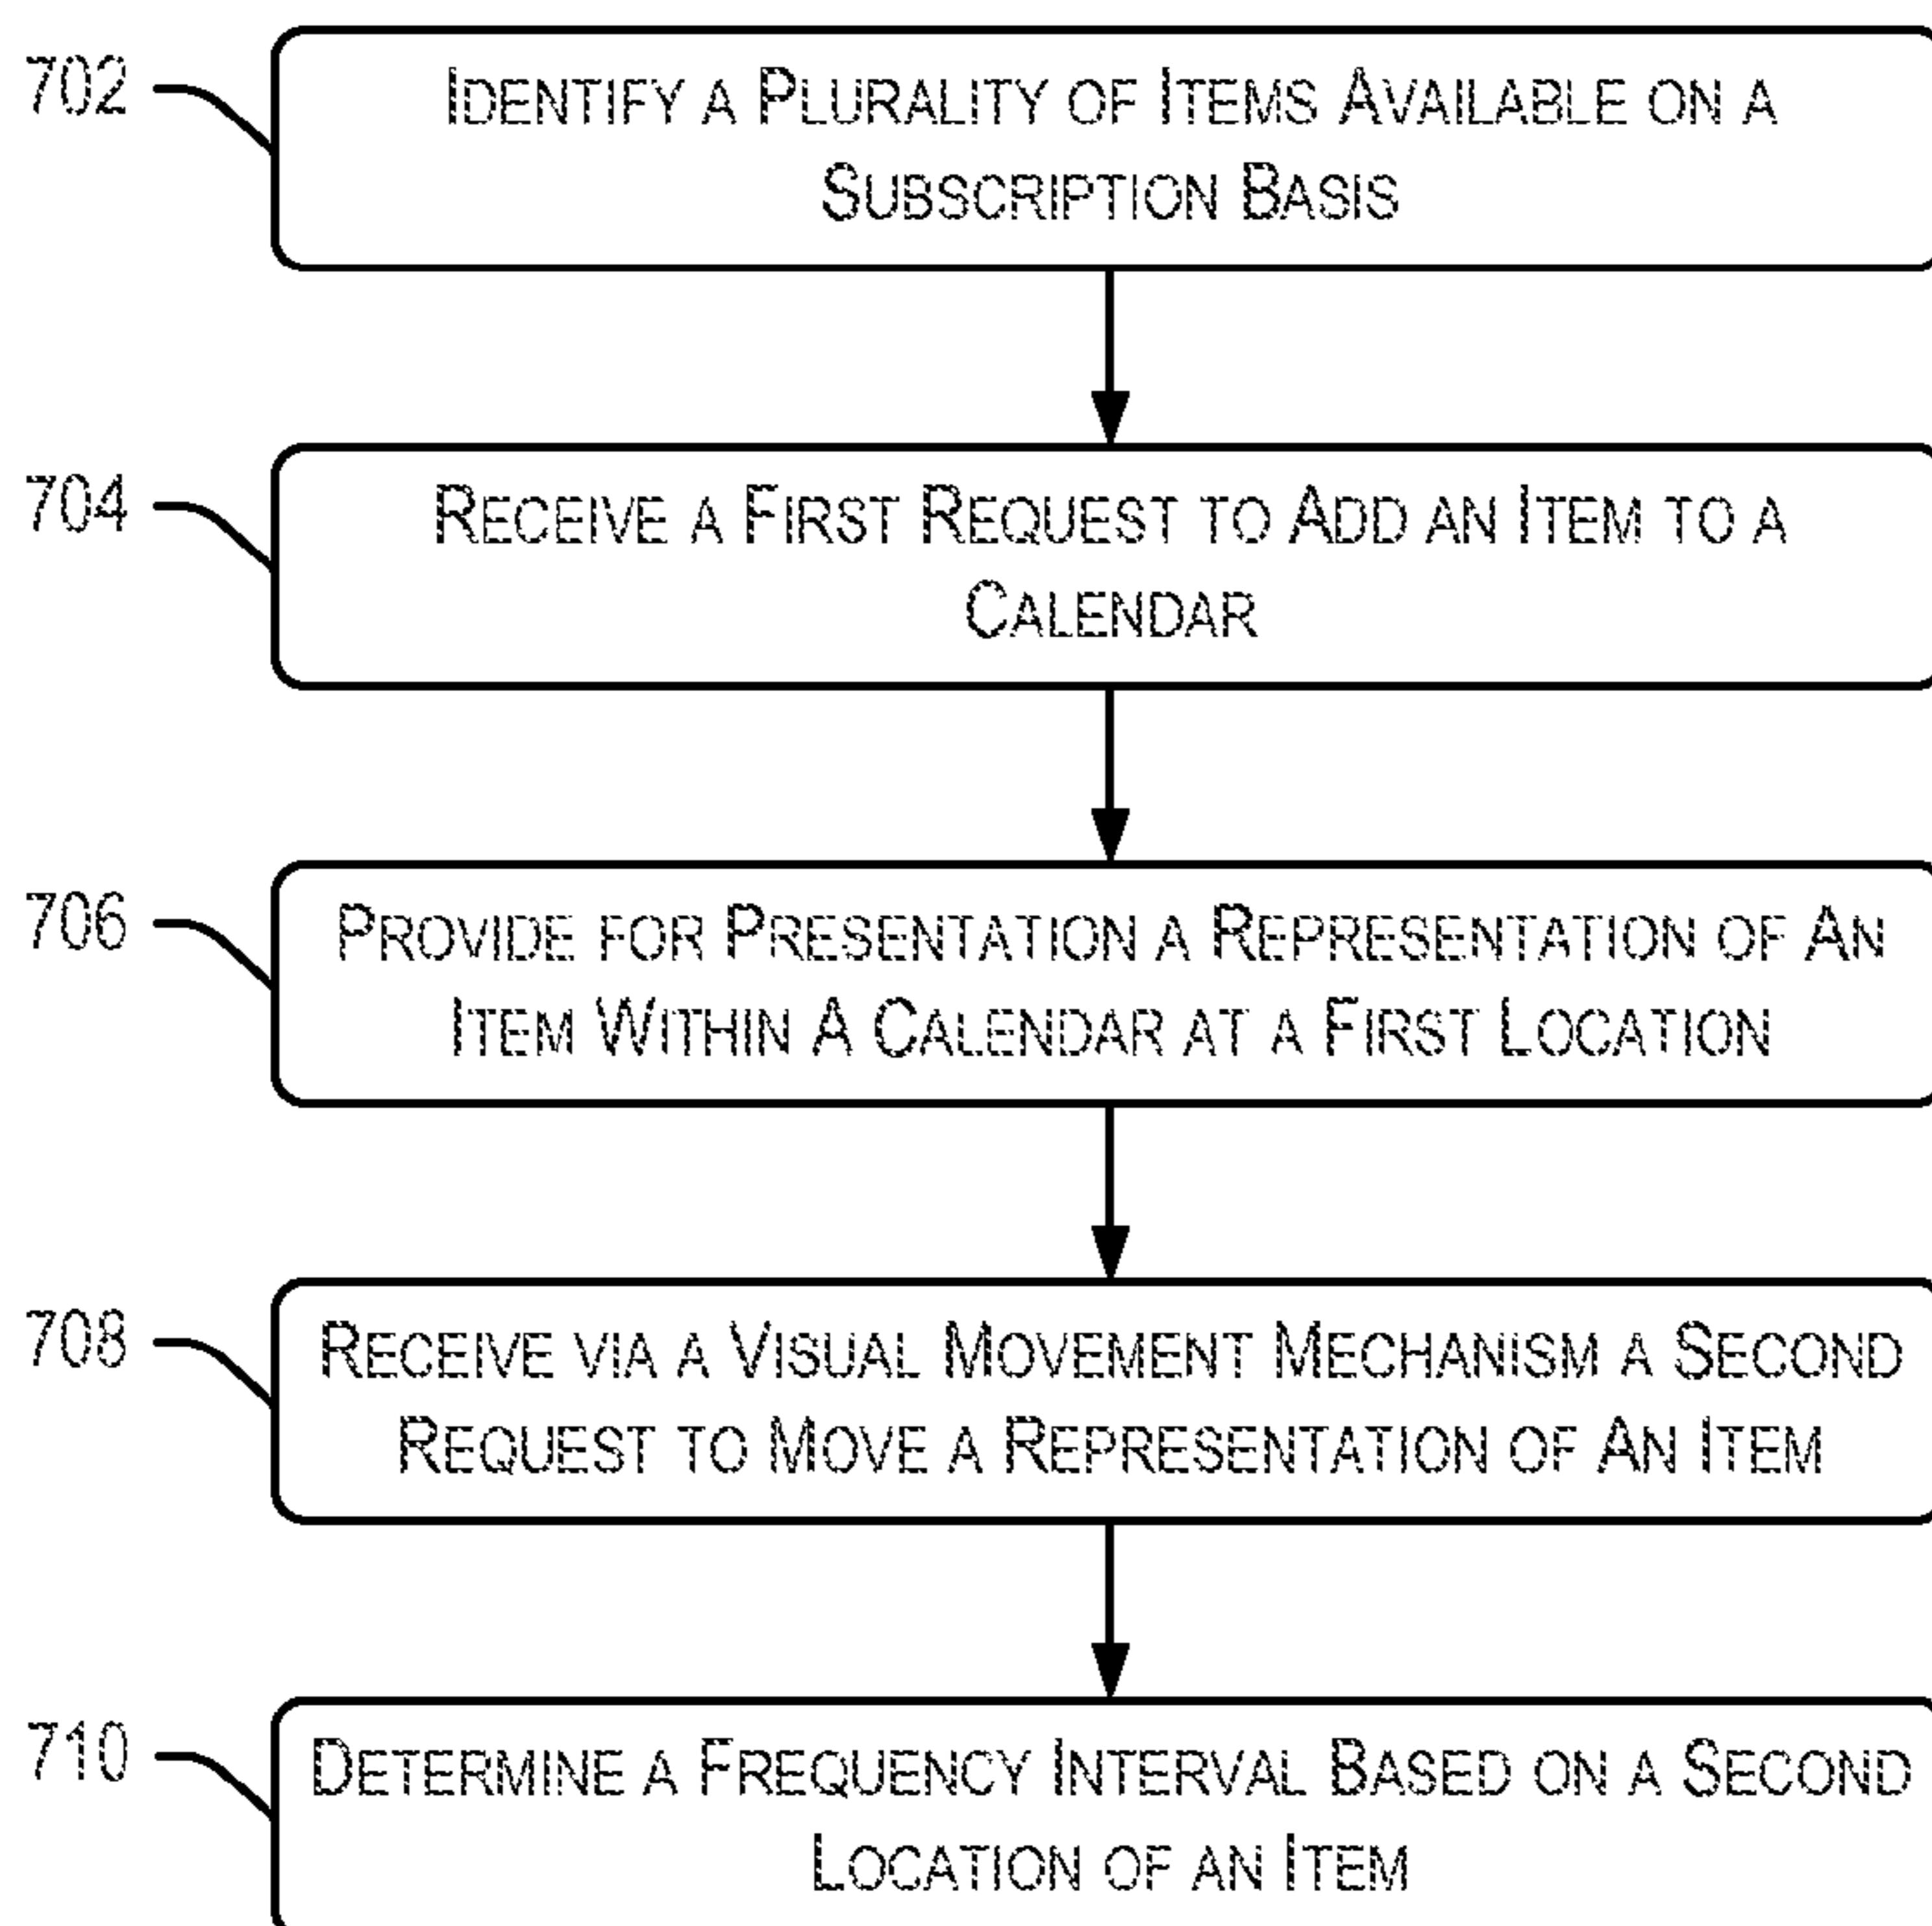 702
IDENTIFY A PLURALITY OF ITEMS AVAILABLE ON A
SUBSCRIPTION BASIS
704
RECEIVE A FIRST REQUEST TO ADD AN ITEM TO A
CALENDAR
706
PROVIDE FOR PRESENTATION A REPRESENTATION OF AN
ITEM WITHIN A CALENDAR AT A FIRST LOCATION
708
RECEIVE VIA A VISUAL MOVEMENT MECHANISM A SECOND
REQUEST TO MOVE A REPRESENTATION OF AN ITEM
710
DETERMINE A FREQUENCY INTERVAL BASED ON A SECOND
LOCATION OF AN ITEM